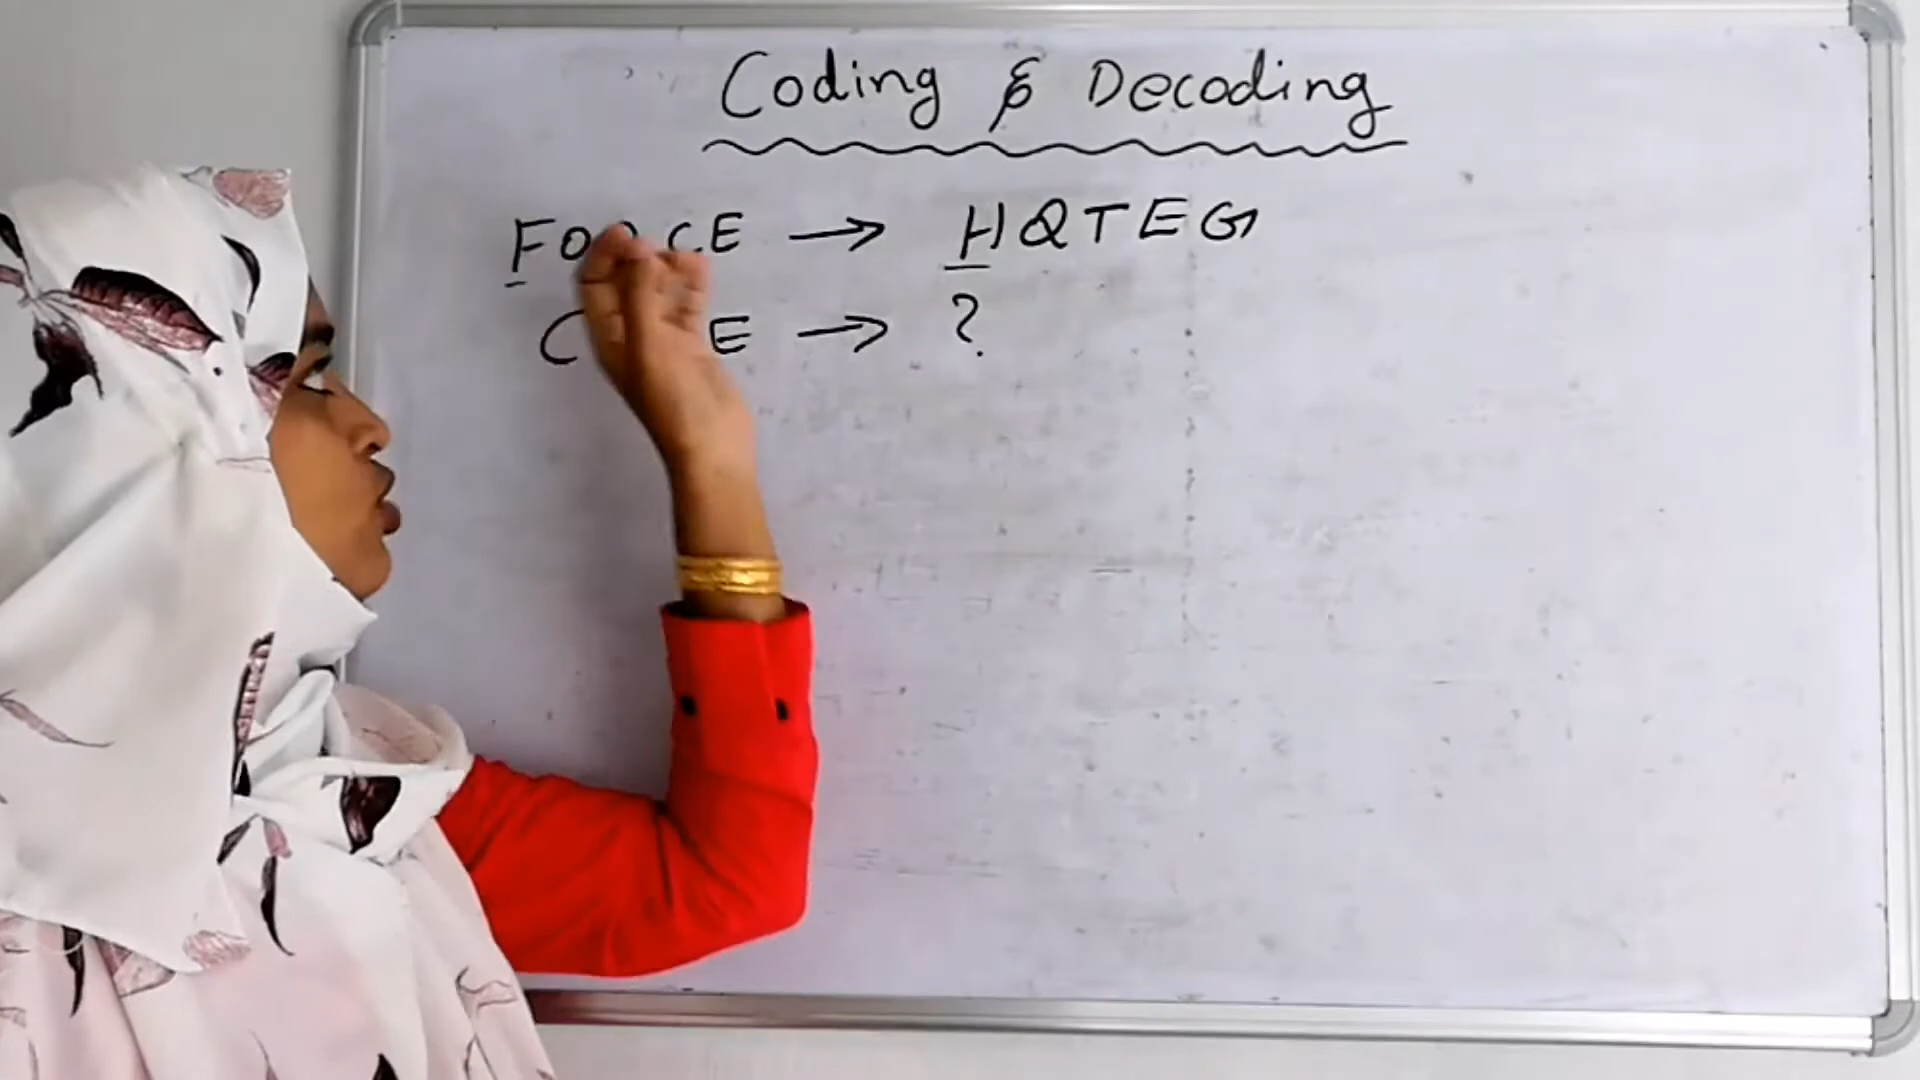 Coding & Decoding
FORCE → HQTEG
→ ?